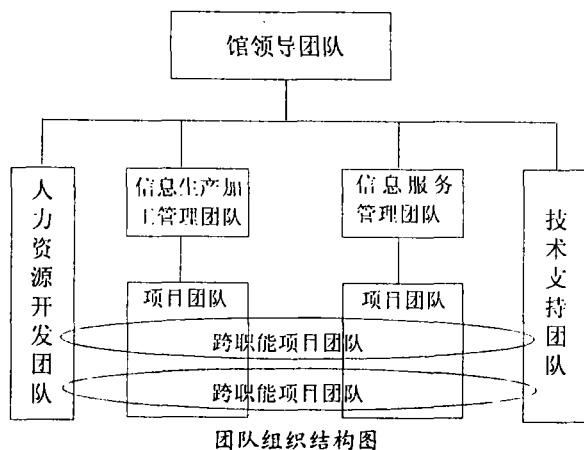 馆领导团队
人力资源开发团队
信息生产加
工管理团队
信息服务
管理团队
技术支持团队
项目团队
项目团队
跨职能项目团队
跨职能项目团队
团队组织结构图